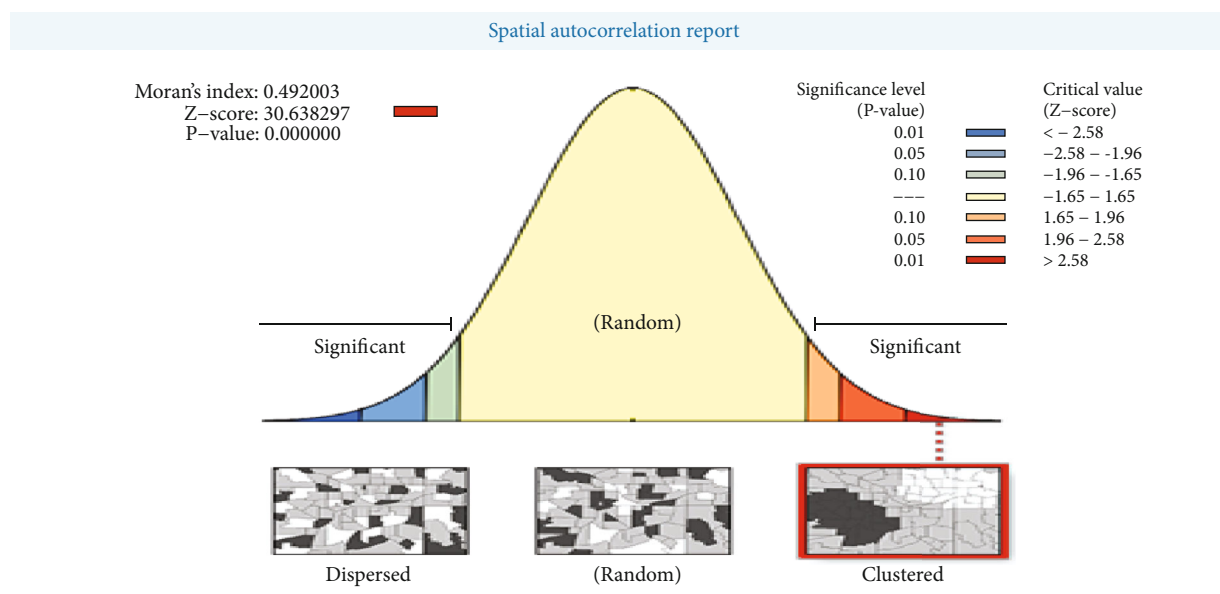 Spatial autocorrelation report
Moran's index: 0.492003
Z−score: 30.638297
P−value: 0.000000
Significance level
(P-value)
Critical value
(Z−score)
0.01 < − 2.58
0.05 −2.58 − -1.96
0.10 −1.96 − -1.65
−−− −1.65 − 1.65
0.10 1.65 − 1.96
0.05 1.96 − 2.58
0.01 > 2.58
(Random)
Significant
Significant
Dispersed
(Random)
Clustered